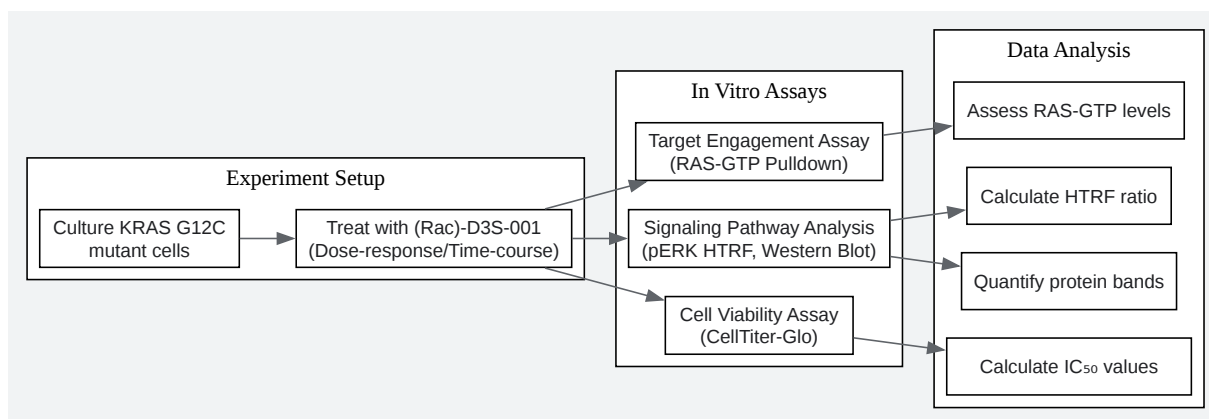 Experiment Setup
Culture KRAS G12C
mutant cells
Treat with (Rac)-D3S-001
(Dose-response/Time-course)
In Vitro Assays
Target Engagement Assay
(RAS-GTP Pulldown)
Signaling Pathway Analysis
(pERK HTRF, Western Blot)
Cell Viability Assay
(CellTiter-Glo)
Data Analysis
Assess RAS-GTP levels
Calculate HTRF ratio
Quantify protein bands
Calculate IC₅₀ values